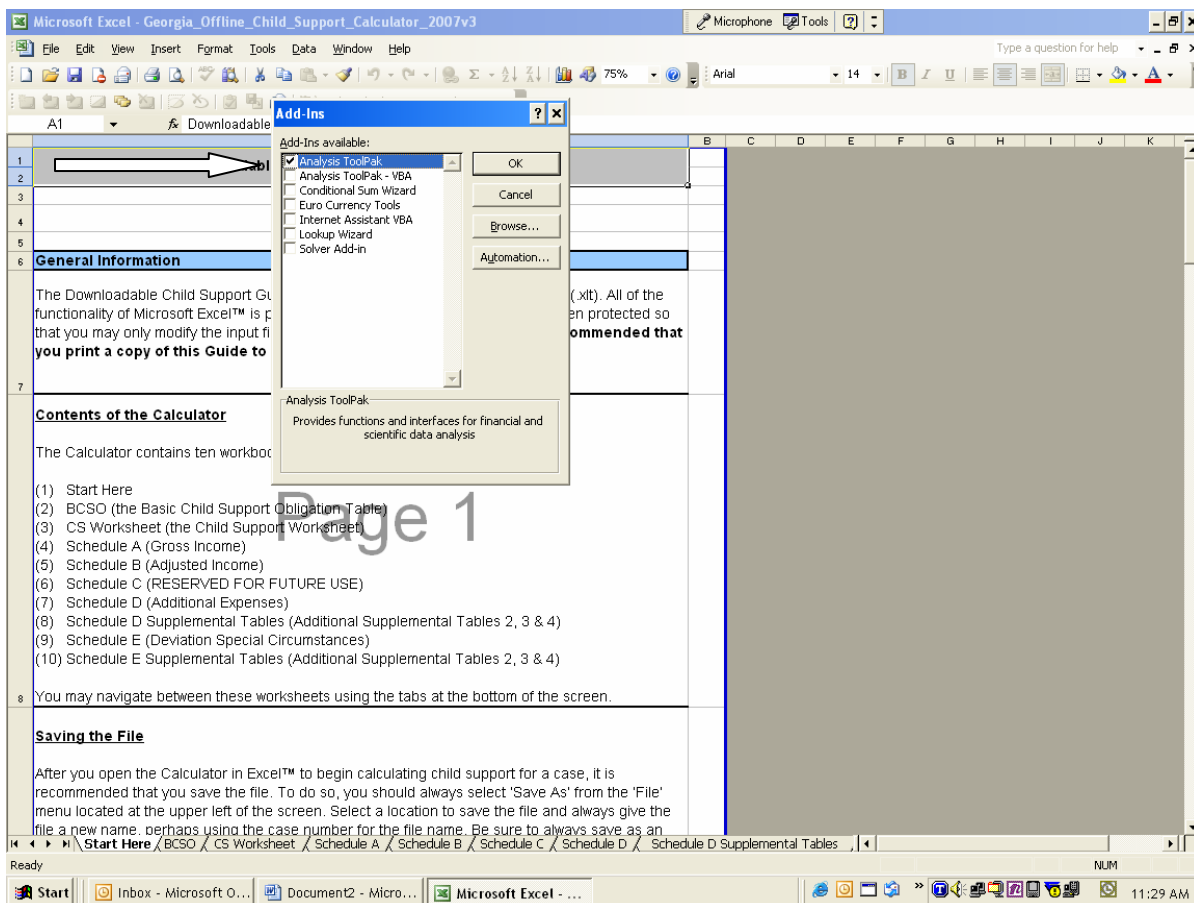 Microsoft Excel - Georgia_Offline_Child_Support_Calculator_2007v3
Microphone Tools
File Edit View Insert Format Tools Data Window Help
Type a question for help
75%
Arial
14
B I U
A1 fx Downloadable
Add-Ins
Add-Ins available:
Analysis ToolPak
Analysis ToolPak - VBA
Conditional Sum Wizard
Euro Currency Tools
Internet Assistant VBA
Lookup Wizard
Solver Add-in
OK
Cancel
Browse...
Automation...
Analysis ToolPak
Provides functions and interfaces for financial and
scientific data analysis
B C D E F G H I J K
1
2
3
4
5
6 General Information
The Downloadable Child Support Gu
(.xlt). All of the
functionality of Microsoft Excel™ is p
en protected so
that you may only modify the input fi
ommended that
you print a copy of this Guide to
7
Contents of the Calculator
The Calculator contains ten workboo
Page 1
(1) Start Here
(2) BCSO (the Basic Child Support Obligation Table)
(3) CS Worksheet (the Child Support Worksheet)
(4) Schedule A (Gross Income)
(5) Schedule B (Adjusted Income)
(6) Schedule C (RESERVED FOR FUTURE USE)
(7) Schedule D (Additional Expenses)
(8) Schedule D Supplemental Tables (Additional Supplemental Tables 2, 3 & 4)
(9) Schedule E (Deviation Special Circumstances)
(10) Schedule E Supplemental Tables (Additional Supplemental Tables 2, 3 & 4)
8 You may navigate between these worksheets using the tabs at the bottom of the screen.
Saving the File
After you open the Calculator in Excel™ to begin calculating child support for a case, it is
recommended that you save the file. To do so, you should always select 'Save As' from the 'File'
menu located at the upper left of the screen. Select a location to save the file and always give the
file a new name, perhaps using the case number for the file name. Be sure to always save as an
Start Here / BCSO / CS Worksheet / Schedule A / Schedule B / Schedule C / Schedule D / Schedule D Supplemental Tables
Ready
NUM
Start
Inbox - Microsoft O...
Document2 - Micro...
Microsoft Excel - ...
11:29 AM